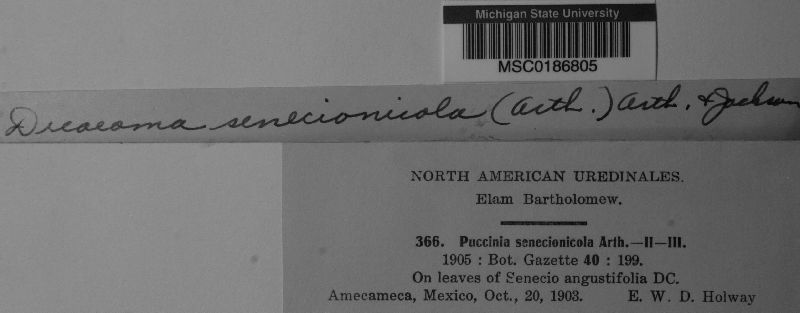 Michigan State University
MSC0186805
Dicaeoma senecionicola (Arth.) Arth. & Jackson
NORTH AMERICAN UREDINALES.
Elam Bartholomew.
366. Puccinia senecionicola Arth.—II—III.
1905 : Bot. Gazette 40 : 199.
On leaves of Senecio angustifolia DC.
Amecameca, Mexico, Oct., 20, 1903. E. W. D. Holway